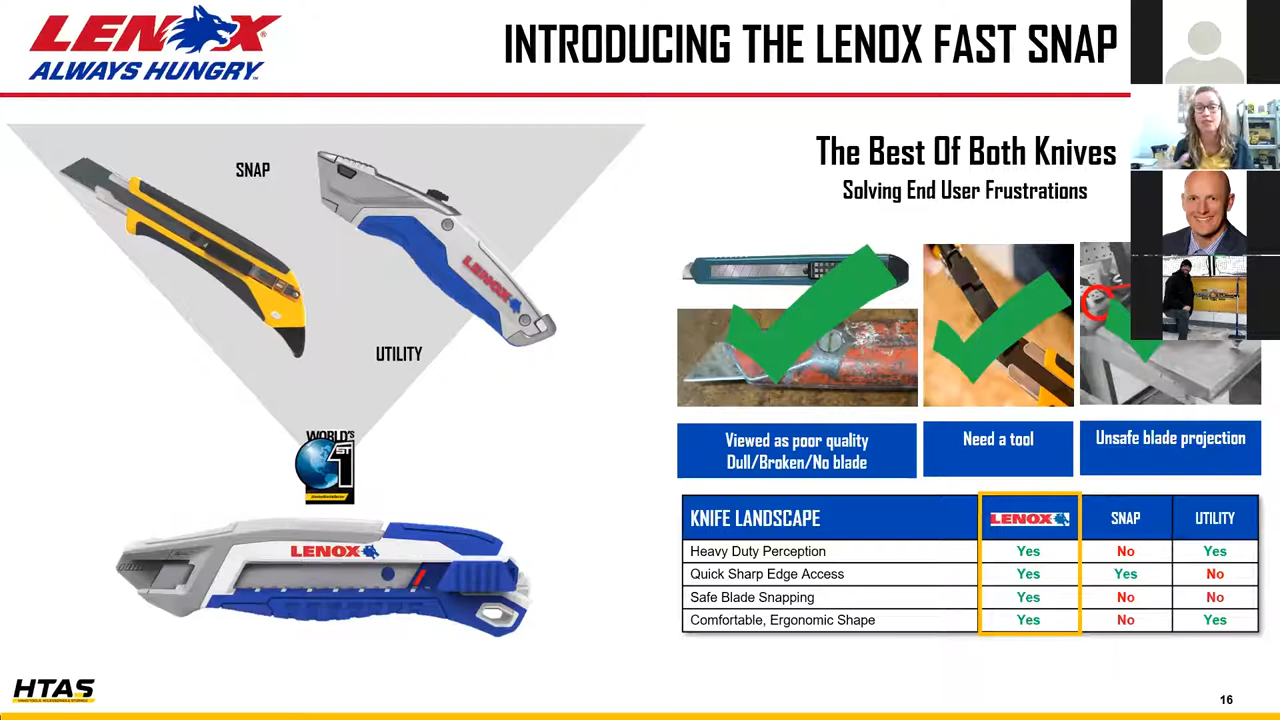 LENOX®
ALWAYS HUNGRY.™
INTRODUCING THE LENOX FAST SNAP
SNAP
LENOX
UTILITY
WORLD'S
1ST
LENOX
The Best Of Both Knives
Solving End User Frustrations
Viewed as poor quality
Dull/Broken/No blade
Need a tool
Unsafe blade projection
KNIFE LANDSCAPE LENOX SNAP UTILITY
Heavy Duty Perception Yes No Yes
Quick Sharp Edge Access Yes Yes No
Safe Blade Snapping Yes No No
Comfortable, Ergonomic Shape Yes No Yes
HTAS
16